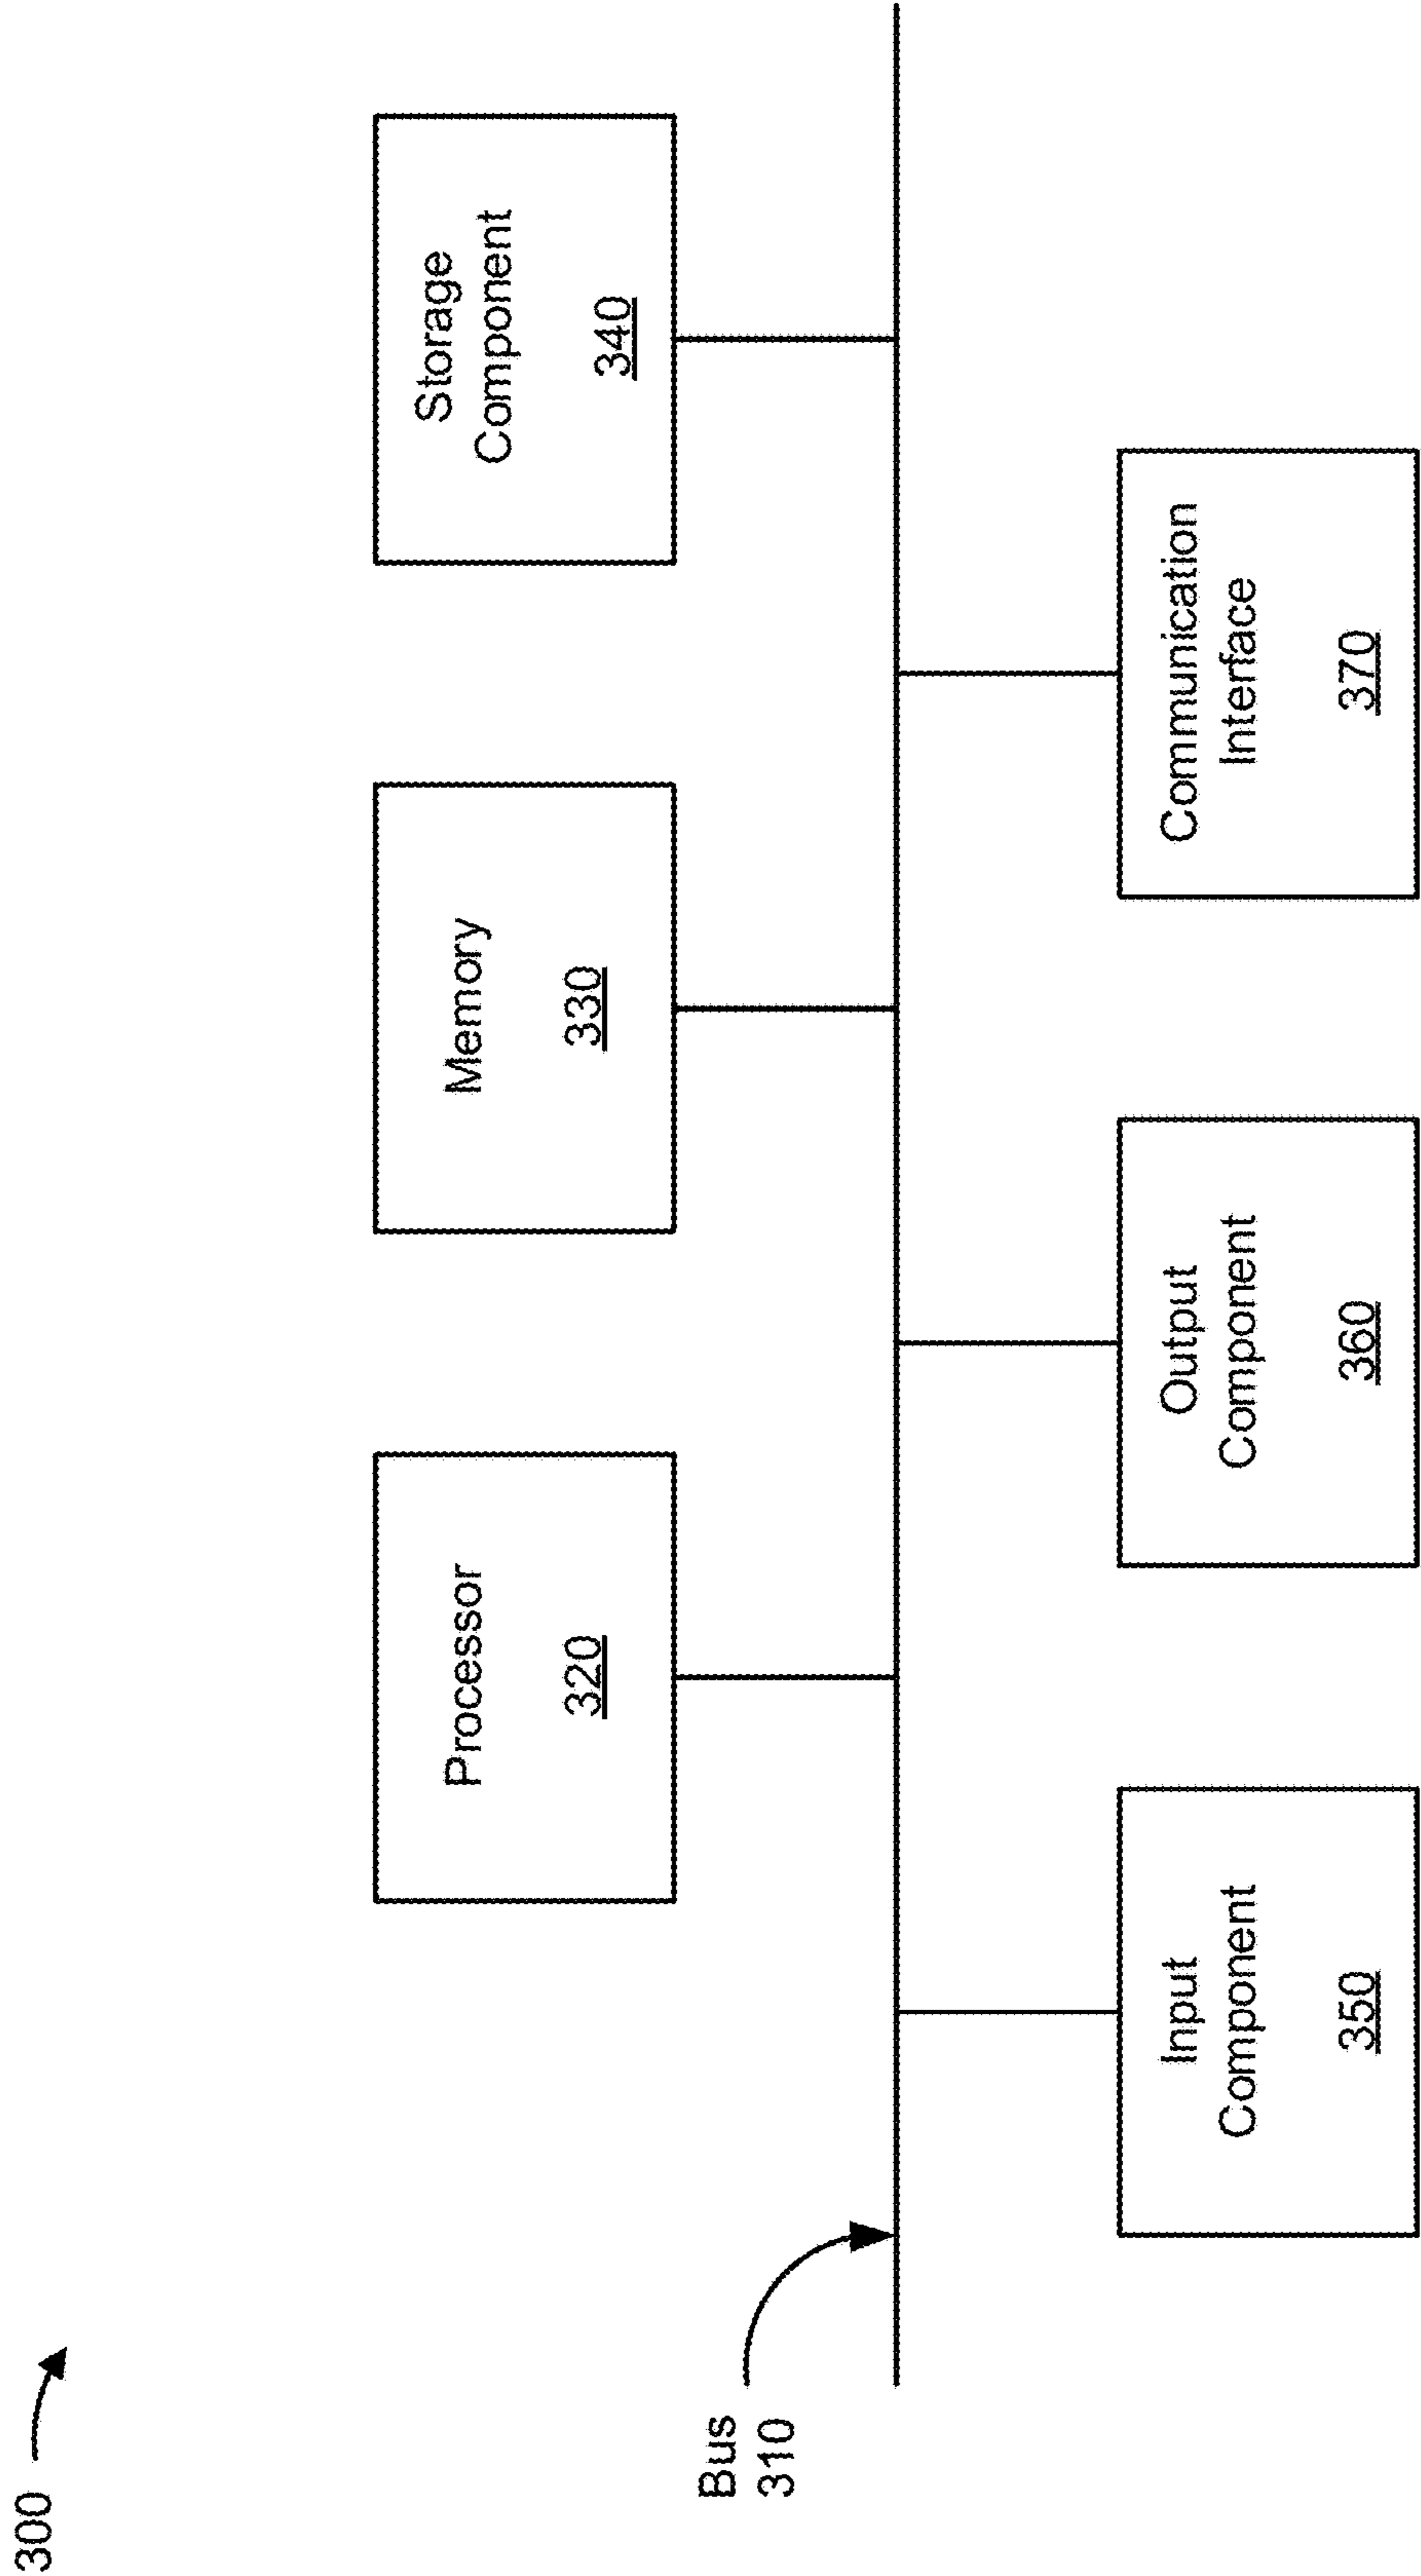 300
Bus
310
Processor
320
Memory
330
Storage
Component
340
Input
Component
350
Output
Component
360
Communication
Interface
370